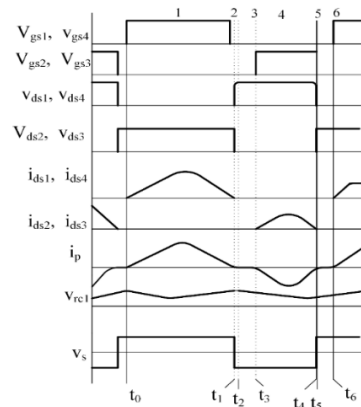 1 2 3 4 5 6
Vgs1, vgs4
Vgs2, Vgs3
vds1, vds4
Vds2, vds3
ids1, ids4
ids2, ids3
ip
vrc1
vs
t0 t1 t2 t3 t4 t5 t6